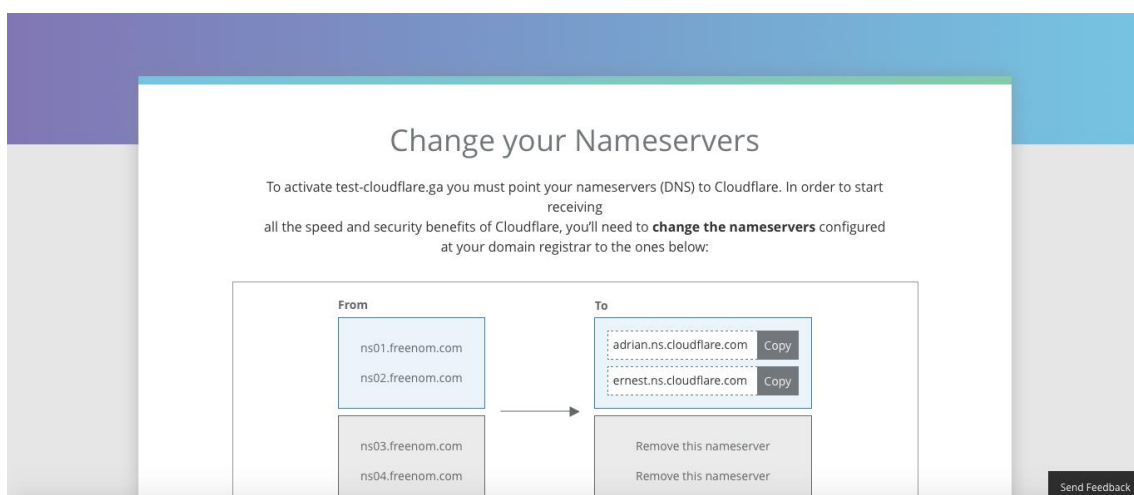 Change your Nameservers
To activate test-cloudflare.ga you must point your nameservers (DNS) to Cloudflare. In order to start
receiving
all the speed and security benefits of Cloudflare, you'll need to change the nameservers configured
at your domain registrar to the ones below:
From
To
ns01.freenom.com
adrian.ns.cloudflare.com Copy
ns02.freenom.com
ernest.ns.cloudflare.com Copy
ns03.freenom.com
Remove this nameserver
ns04.freenom.com
Remove this nameserver
Send Feedback